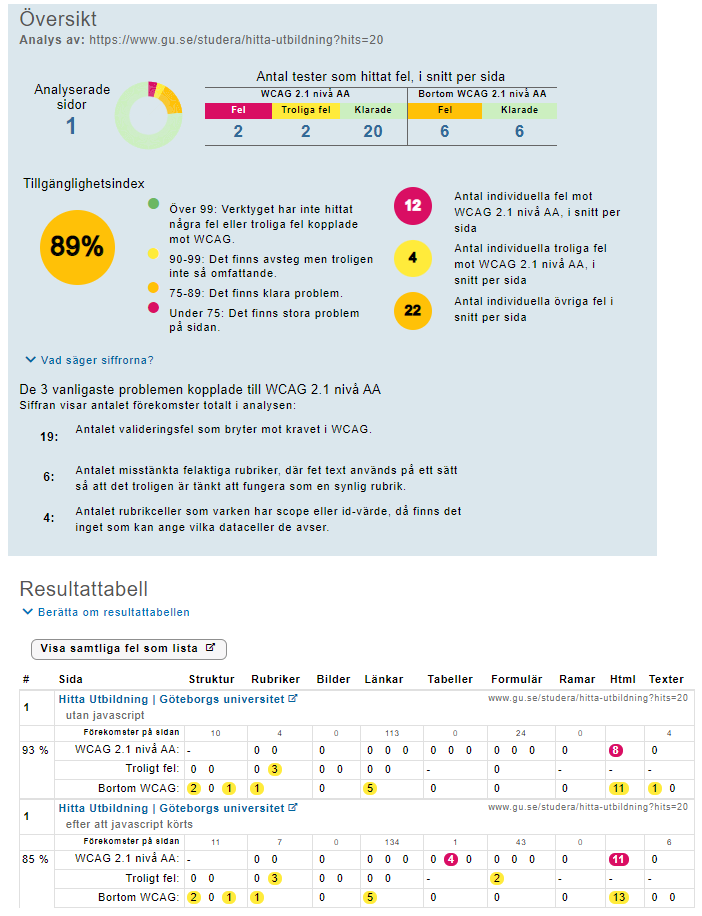 Översikt
Analys av: https://www.gu.se/studera/hitta-utbildning?hits=20
Analyserade
sidor
1
Antal tester som hittat fel, i snitt per sida
WCAG 2.1 nivå AA Bortom WCAG 2.1 nivå AA
Fel Troliga fel Klarade Fel Klarade
2 2 20 6 6
Tillgänglighetsindex
89%
Över 99: Verktyget har inte hittat
några fel eller troliga fel kopplade
mot WCAG.
90-99: Det finns avsteg men troligen
inte så omfattande.
75-89: Det finns klara problem.
Under 75: Det finns stora problem
på sidan.
12
Antal individuella fel mot
WCAG 2.1 nivå AA, i snitt per
sida
4
Antal individuella troliga fel
mot WCAG 2.1 nivå AA, i
snitt per sida
22
Antal individuella övriga fel i
snitt per sida
Vad säger siffrorna?
De 3 vanligaste problemen kopplade till WCAG 2.1 nivå AA
Siffran visar antalet förekomster totalt i analysen:
19: Antalet valideringsfel som bryter mot kravet i WCAG.
6: Antalet misstänkta felaktiga rubriker, där fet text används på ett sätt
så att det troligen är tänkt att fungera som en synlig rubrik.
4: Antalet rubrikceller som varken har scope eller id-värde, då finns det
inget som kan ange vilka dataceller de avser.
Resultattabell
Berätta om resultattabellen
Visa samtliga fel som lista
# Sida Struktur Rubriker Bilder Länkar Tabeller Formulär Ramar Html Texter
1 Hitta Utbildning | Göteborgs universitet www.gu.se/studera/hitta-utbildning?hits=20
utan javascript
Förekomster på sidan 10 4 0 113 0 24 0 4
93 % WCAG 2.1 nivå AA: - 0 0 0 0 0 0 0 0 0 0 0 0 0 8 0
Troligt fel: 0 0 0 3 0 0 0 0 - 0 - - -
Bortom WCAG: 2 0 1 1 0 5 0 0 0 11 1 0
1 Hitta Utbildning | Göteborgs universitet www.gu.se/studera/hitta-utbildning?hits=20
efter att javascript körts
Förekomster på sidan 11 7 0 134 1 43 0 6
85 % WCAG 2.1 nivå AA: - 0 0 0 0 0 0 0 4 0 0 0 0 0 11 0
Troligt fel: 0 0 0 3 0 0 0 0 - 2 - - -
Bortom WCAG: 2 0 1 1 0 5 0 0 0 13 0 0